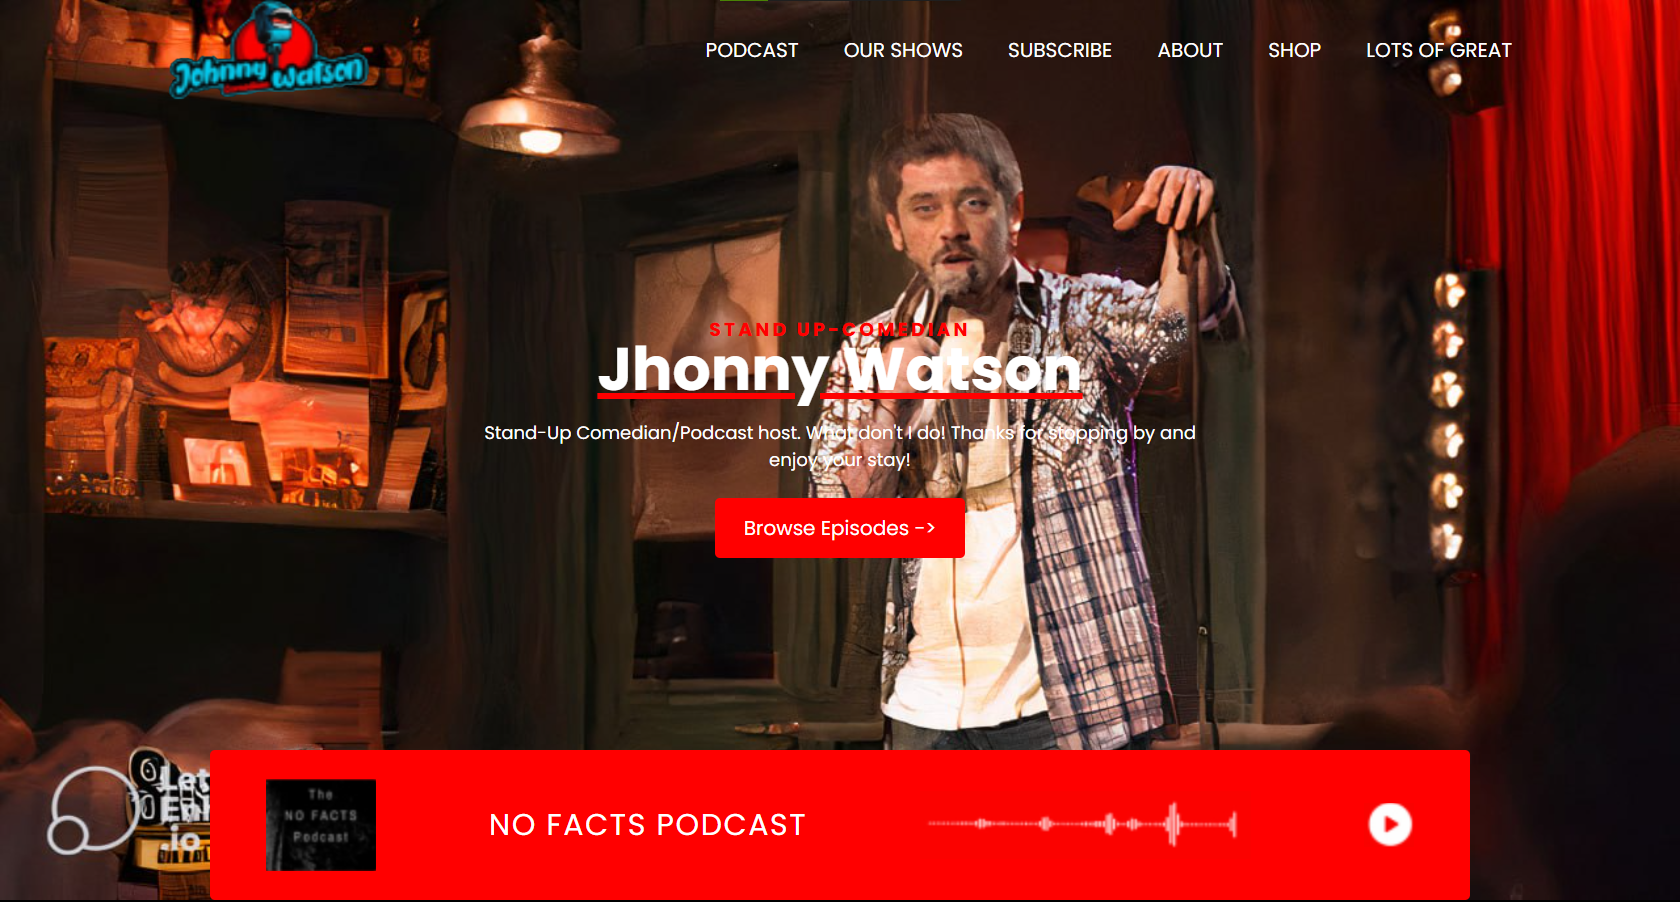 Johnny Watson
PODCAST OUR SHOWS SUBSCRIBE ABOUT SHOP LOTS OF GREAT
STAND UP-COMEDIAN
Jhonny Watson
Stand-Up Comedian/Podcast host. What don't I do! Thanks for stopping by and
enjoy your stay!
Browse Episodes ->
Let
.io
The
NO FACTS
Podcast
NO FACTS PODCAST